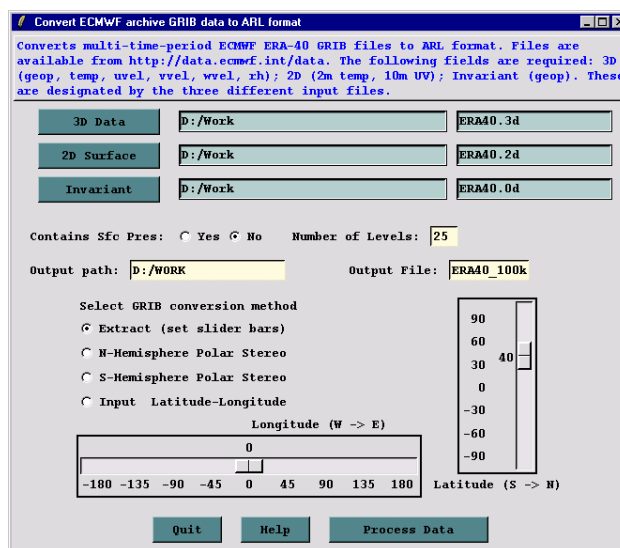 Convert ECMWF archive GRIB data to ARL format
Converts multi-time-period ECMWF ERA-40 GRIB files to ARL format. Files are
available from http://data.ecmwf.int/data. The following fields are required: 3D
(geop, temp, uvel, vvel, wvel, rh); 2D (2m temp, 10m UV); Invariant (geop). These
are designated by the three different input files.
3D Data D:/Work ERA40.3d
2D Surface D:/Work ERA40.2d
Invariant D:/Work ERA40.0d
Contains Sfc Pres: Yes No Number of Levels: 25
Output path: D:/WORK Output File: ERA40_100k
Select GRIB conversion method
Extract (set slider bars)
N-Hemisphere Polar Stereo
S-Hemisphere Polar Stereo
Input Latitude-Longitude
90
60
40
30
0
-30
-60
-90
Latitude (S -> N)
Longitude (W -> E)
0
-180 -135 -90 -45 0 45 90 135 180
Quit Help Process Data